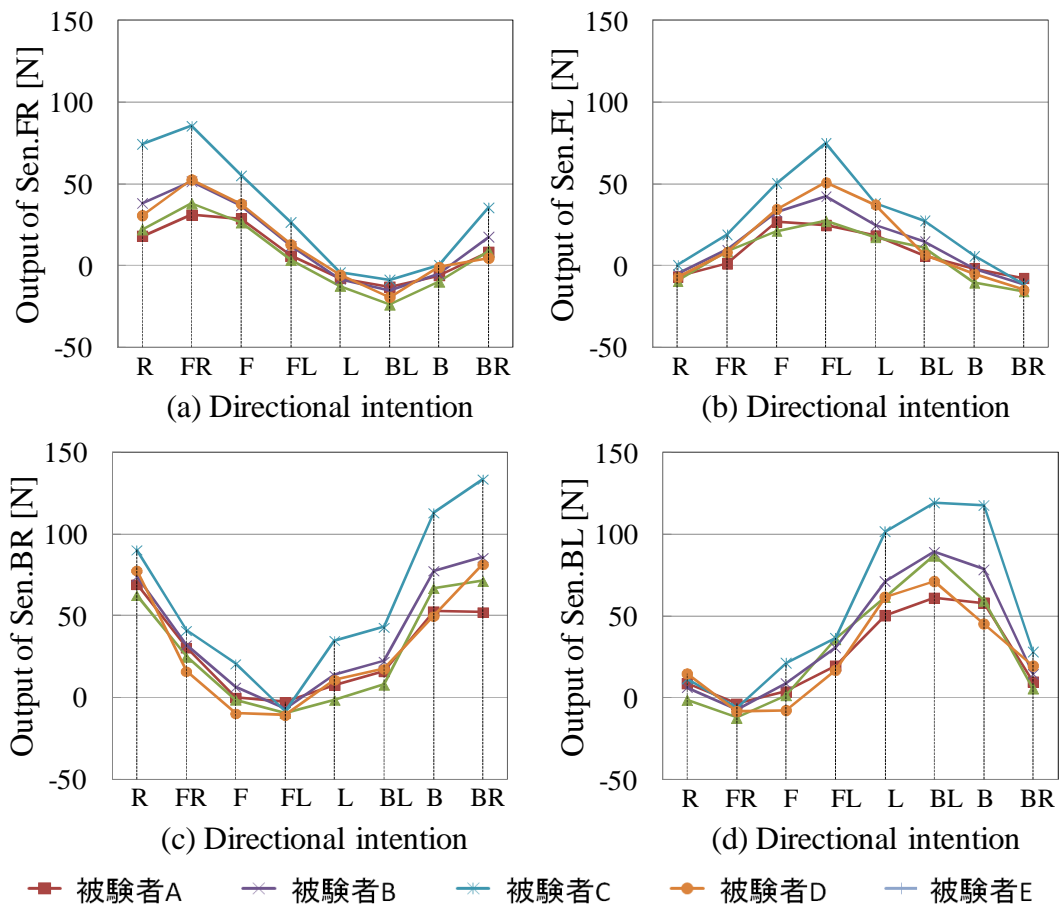 150
100
50
0
-50
Output of Sen.FR [N]
R FR F FL L BL B BR
(a) Directional intention
150
100
50
0
-50
Output of Sen.FL [N]
R FR F FL L BL B BR
(b) Directional intention
150
100
50
0
-50
Output of Sen.BR [N]
R FR F FL L BL B BR
(c) Directional intention
150
100
50
0
-50
Output of Sen.BL [N]
R FR F FL L BL B BR
(d) Directional intention
被験者A 被験者B 被験者C 被験者D 被験者E